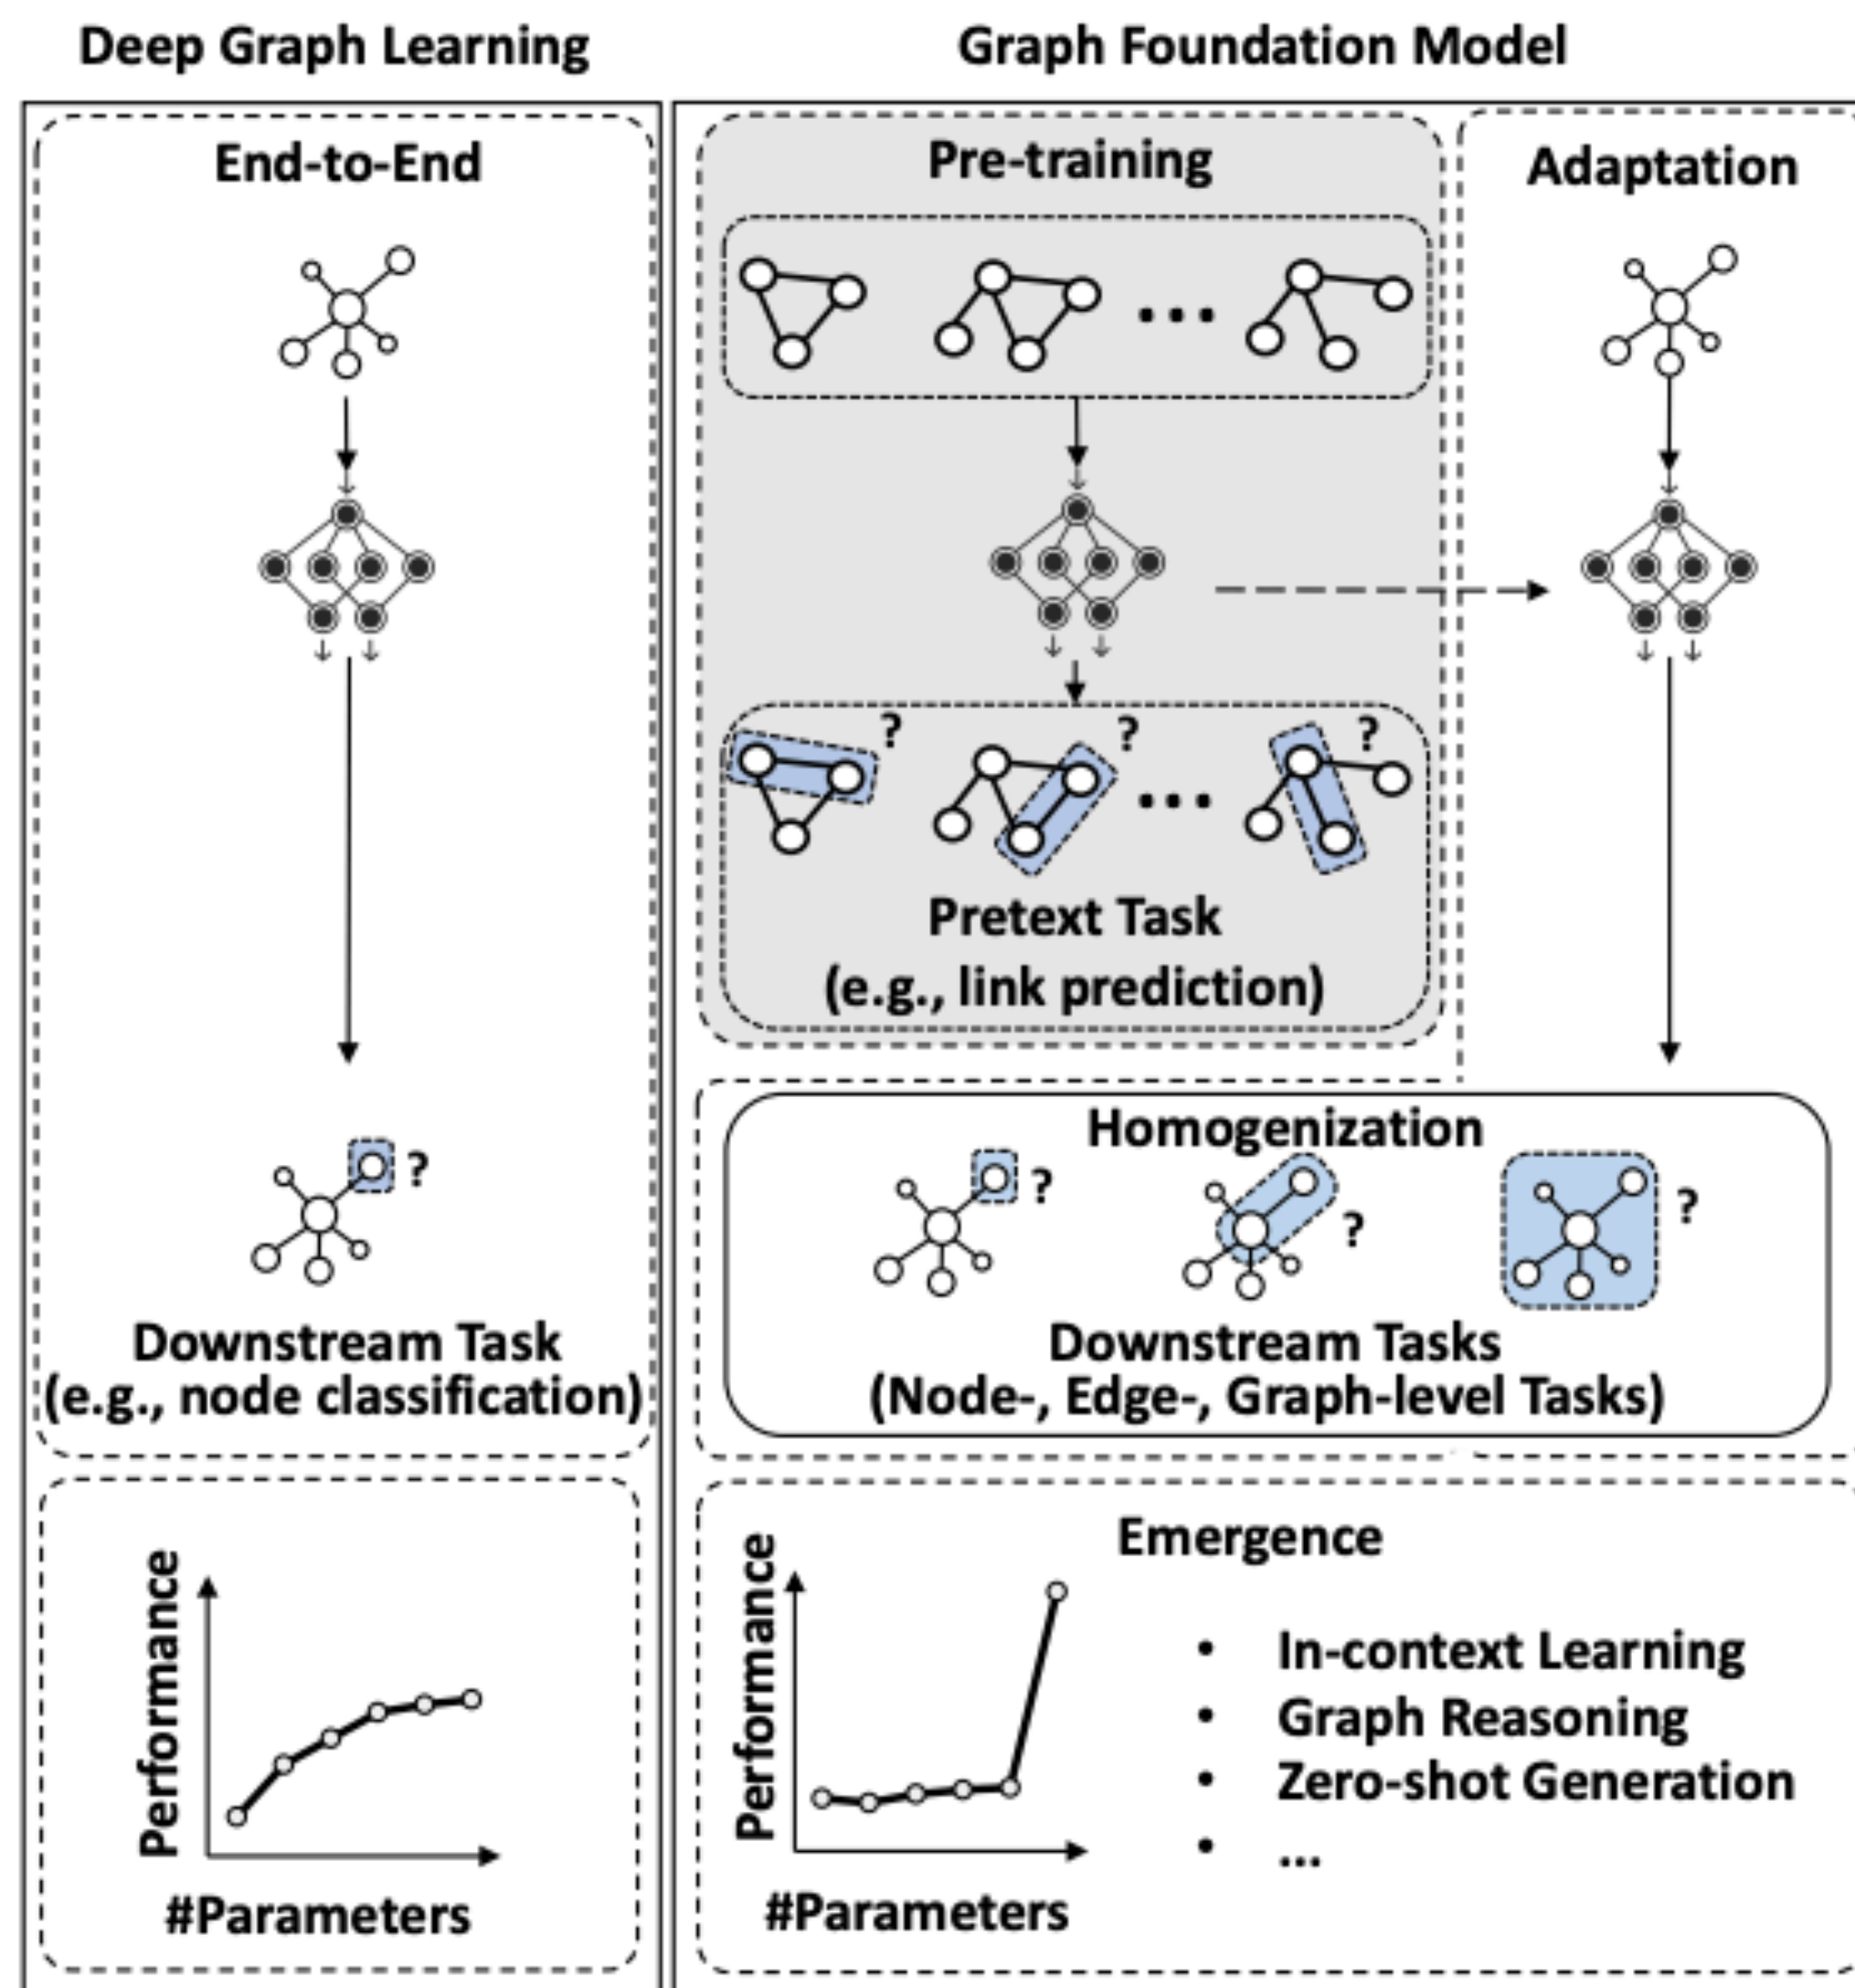 Deep Graph Learning
End-to-End
?
Downstream Task
(e.g., node classification)
Performance
#Parameters
Graph Foundation Model
Pre-training
...
? ? ?
...
Pretext Task
(e.g., link prediction)
Adaptation
Homogenization
? ? ?
Downstream Tasks
(Node-, Edge-, Graph-level Tasks)
Performance
#Parameters
Emergence
• In-context Learning
• Graph Reasoning
• Zero-shot Generation
• ...